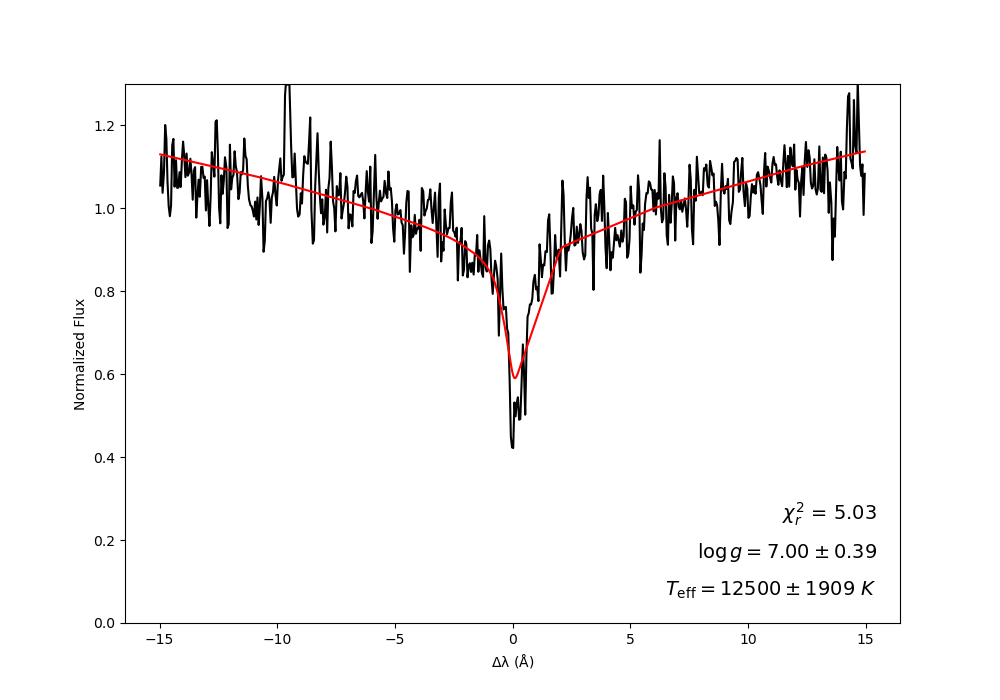 1.2
1.0
0.8
0.6
0.4
0.2
0.0
Normalized Flux
χ²ᵣ = 5.03
log g = 7.00 ± 0.39
T_eff = 12500 ± 1909 K
−15 −10 −5 0 5 10 15
Δλ (Å)